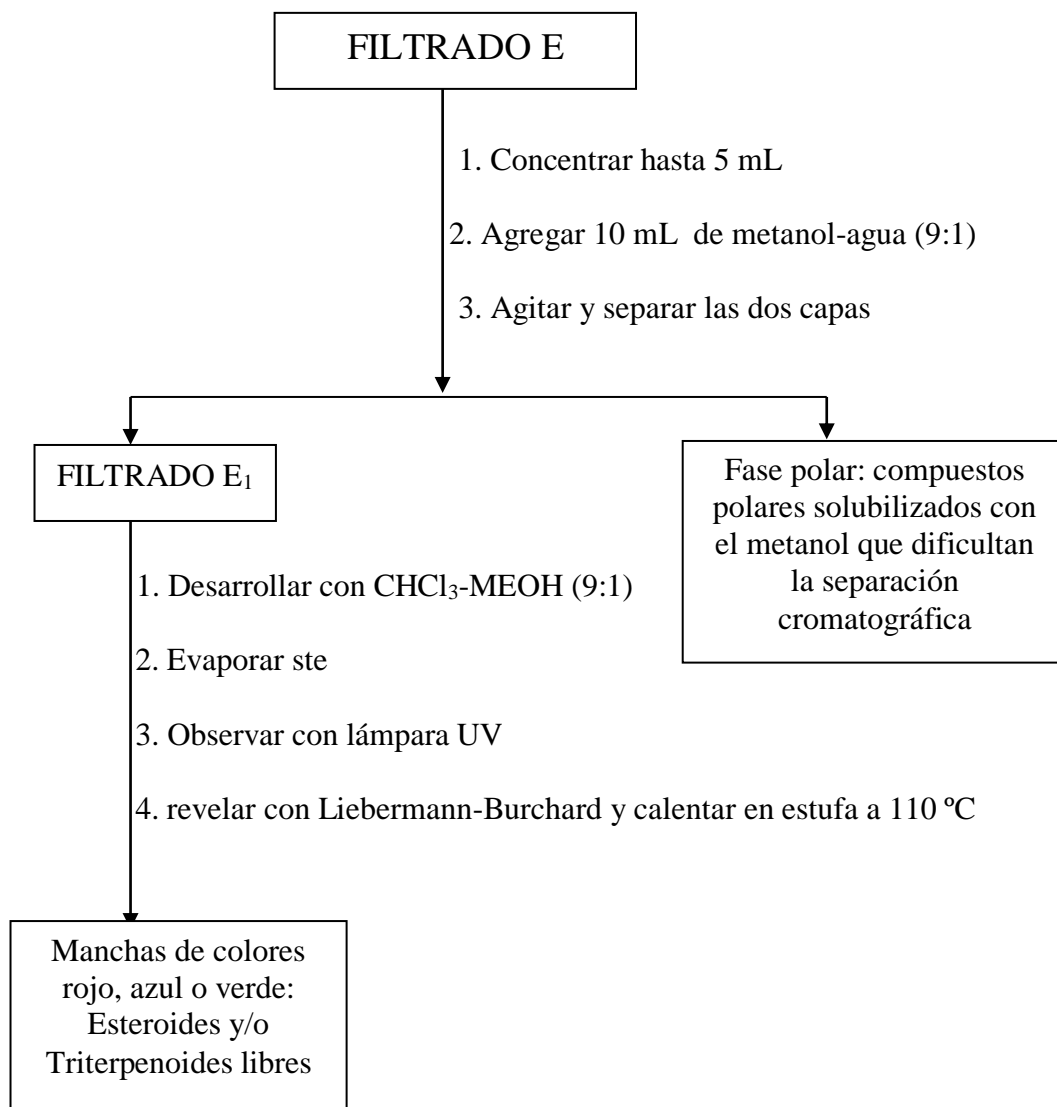 FILTRADO E
1. Concentrar hasta 5 mL
2. Agregar 10 mL de metanol-agua (9:1)
3. Agitar y separar las dos capas
FILTRADO E₁
Fase polar: compuestos
polares solubilizados con
el metanol que dificultan
la separación
cromatográfica
1. Desarrollar con CHCl₃-MEOH (9:1)
2. Evaporar ste
3. Observar con lámpara UV
4. revelar con Liebermann-Burchard y calentar en estufa a 110 ºC
Manchas de colores
rojo, azul o verde:
Esteroides y/o
Triterpenoides libres